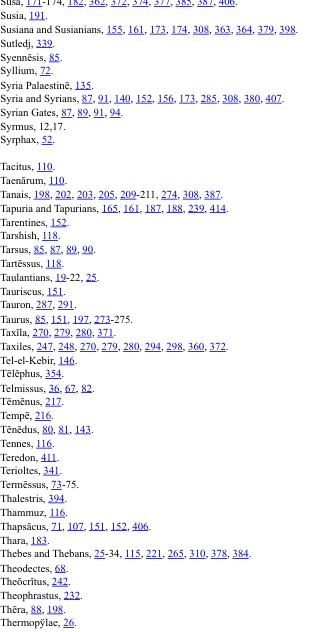 Susa, 171-174, 182, 362, 372, 374, 377, 385, 387, 406.
Susia, 191.
Susiana and Susianians, 155, 161, 173, 174, 308, 363, 364, 379, 398.
Sutledj, 339.
Syennĕsis, 85.
Syllium, 72.
Syria Palaestinē, 135.
Syria and Syrians, 87, 91, 140, 152, 156, 173, 285, 308, 380, 407.
Syrian Gates, 87, 89, 91, 94.
Syrmus, 12,17.
Syrphax, 52.
Tacitus, 110.
Taenărum, 110.
Tanais, 198, 202, 203, 205, 209-211, 274, 308, 387.
Tapuria and Tapurians, 165, 161, 187, 188, 239, 414.
Tarentines, 152.
Tarshish, 118.
Tarsus, 85, 87, 89, 90.
Tartēssus, 118.
Taulantians, 19-22, 25.
Tauriscus, 151.
Tauron, 287, 291.
Taurus, 85, 151, 197, 273-275.
Taxĭla, 270, 279, 280, 371.
Taxiles, 247, 248, 270, 279, 280, 294, 298, 360, 372.
Tel-el-Kebir, 146.
Tēlĕphus, 354.
Telmissus, 36, 67, 82.
Tēmĕnus, 217.
Tempē, 216.
Tĕnĕdus, 80, 81, 143.
Tennes, 116.
Teredon, 411.
Terioltes, 341.
Termēssus, 73-75.
Thalestris, 394.
Thammuz, 116.
Thapsăcus, 71, 107, 151, 152, 406.
Thara, 183.
Thebes and Thebans, 25-34, 115, 221, 265, 310, 378, 384.
Theodectes, 68.
Theŏcrĭtus, 242.
Theophrastus, 232.
Thēra, 88, 198.
Thermopўlae, 26.